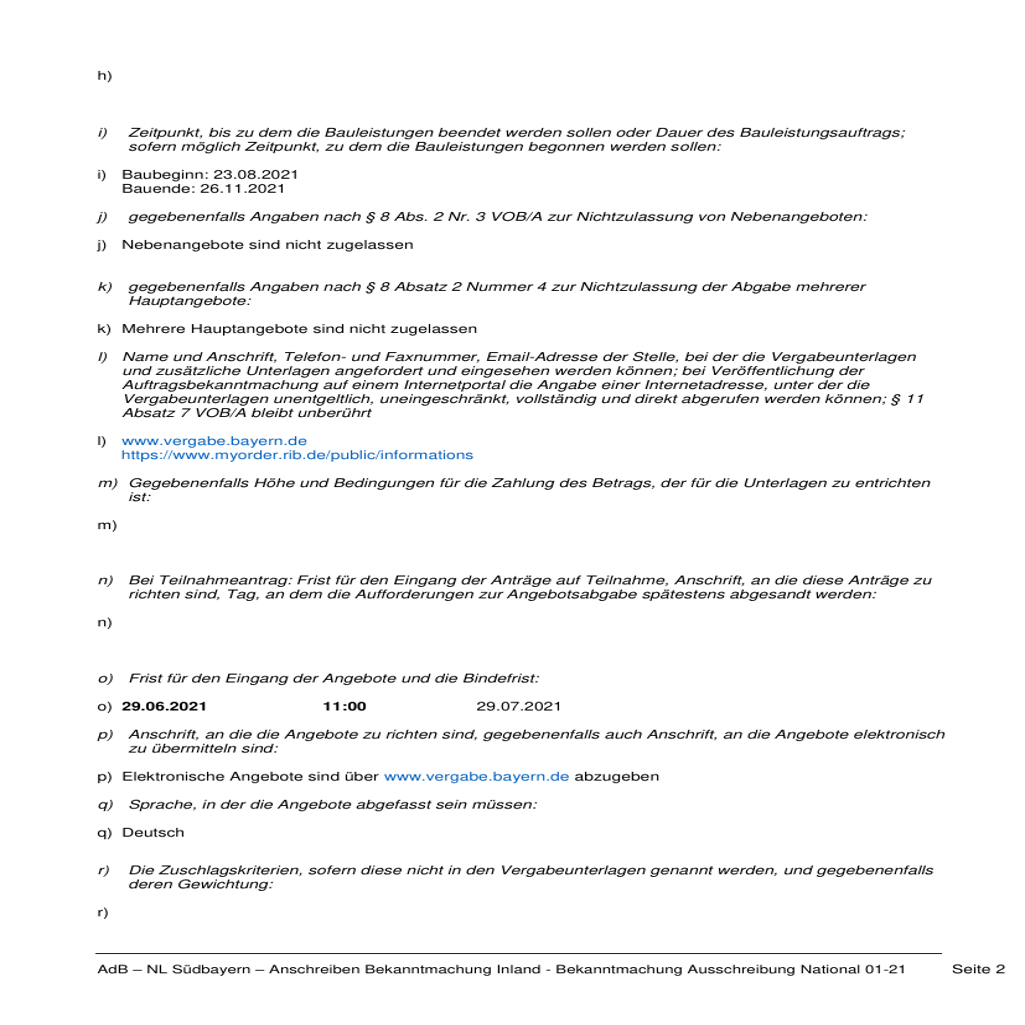 h)
i) Zeitpunkt, bis zu dem die Bauleistungen beendet werden sollen oder Dauer des Bauleistungsauftrags;
sofern möglich Zeitpunkt, zu dem die Bauleistungen begonnen werden sollen:
i) Baubeginn: 23.08.2021
Bauende: 26.11.2021
j) gegebenenfalls Angaben nach § 8 Abs. 2 Nr. 3 VOB/A zur Nichtzulassung von Nebenangeboten:
j) Nebenangebote sind nicht zugelassen
k) gegebenenfalls Angaben nach § 8 Absatz 2 Nummer 4 zur Nichtzulassung der Abgabe mehrerer
Hauptangebote:
k) Mehrere Hauptangebote sind nicht zugelassen
l) Name und Anschrift, Telefon- und Faxnummer, Email-Adresse der Stelle, bei der die Vergabeunterlagen
und zusätzliche Unterlagen angefordert und eingesehen werden können; bei Veröffentlichung der
Auftragsbekanntmachung auf einem Internetportal die Angabe einer Internetadresse, unter der die
Vergabeunterlagen unentgeltlich, uneingeschränkt, vollständig und direkt abgerufen werden können; § 11
Absatz 7 VOB/A bleibt unberührt
l) www.vergabe.bayern.de
https://www.myorder.rib.de/public/informations
m) Gegebenenfalls Höhe und Bedingungen für die Zahlung des Betrags, der für die Unterlagen zu entrichten
ist:
m)
n) Bei Teilnahmeantrag: Frist für den Eingang der Anträge auf Teilnahme, Anschrift, an die diese Anträge zu
richten sind, Tag, an dem die Aufforderungen zur Angebotsabgabe spätestens abgesandt werden:
n)
o) Frist für den Eingang der Angebote und die Bindefrist:
o) 29.06.2021 11:00 29.07.2021
p) Anschrift, an die die Angebote zu richten sind, gegebenenfalls auch Anschrift, an die Angebote elektronisch
zu übermitteln sind:
p) Elektronische Angebote sind über www.vergabe.bayern.de abzugeben
q) Sprache, in der die Angebote abgefasst sein müssen:
q) Deutsch
r) Die Zuschlagskriterien, sofern diese nicht in den Vergabeunterlagen genannt werden, und gegebenenfalls
deren Gewichtung:
r)
AdB – NL Südbayern – Anschreiben Bekanntmachung Inland - Bekanntmachung Ausschreibung National 01-21 Seite 2